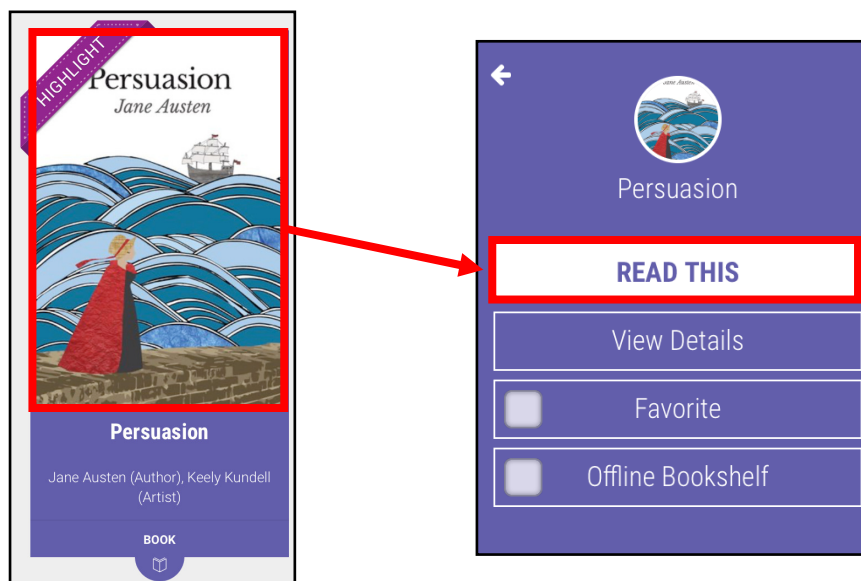 HIGHLIGHT
Persuasion
Jane Austen
Persuasion
Jane Austen (Author), Keely Kundell
(Artist)
BOOK
Persuasion
READ THIS
View Details
Favorite
Offline Bookshelf